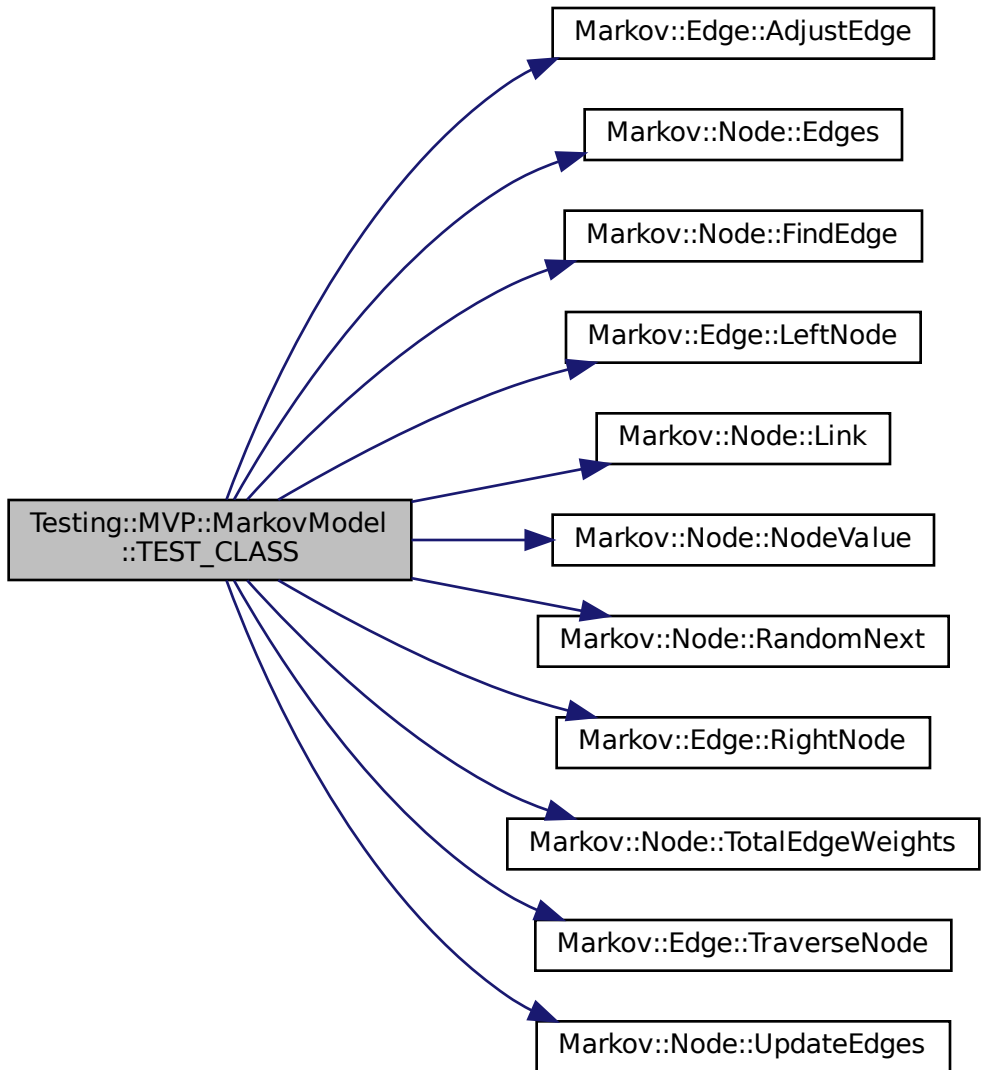 Markov::Edge::AdjustEdge
Markov::Node::Edges
Markov::Node::FindEdge
Markov::Edge::LeftNode
Markov::Node::Link
Testing::MVP::MarkovModel
::TEST_CLASS
Markov::Node::NodeValue
Markov::Node::RandomNext
Markov::Edge::RightNode
Markov::Node::TotalEdgeWeights
Markov::Edge::TraverseNode
Markov::Node::UpdateEdges